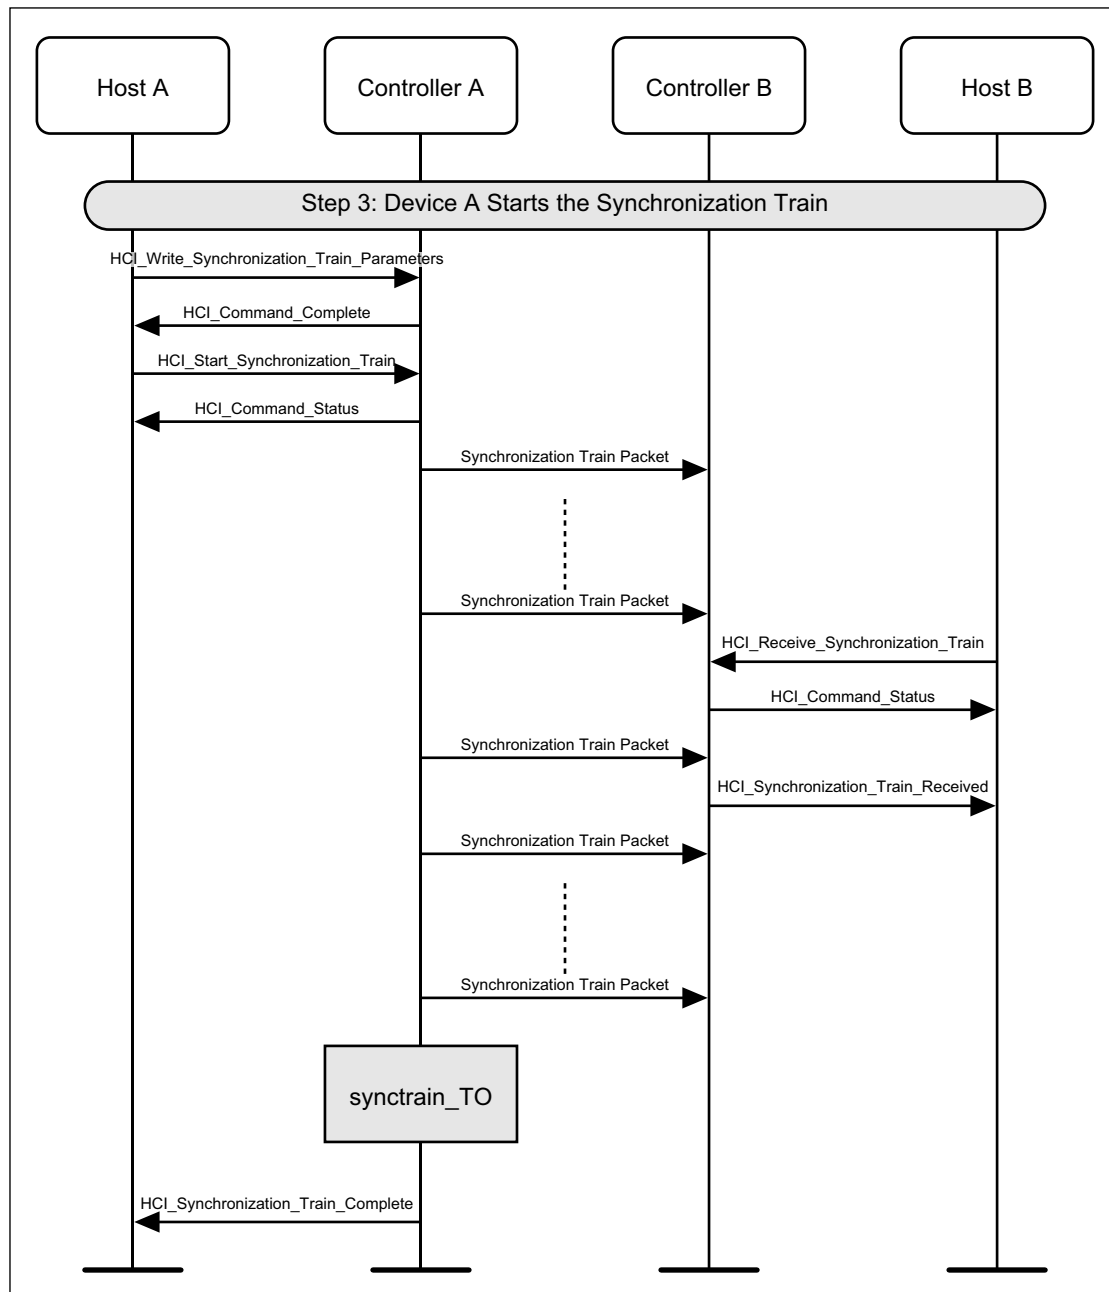 Host A
Controller A
Controller B
Host B
Step 3: Device A Starts the Synchronization Train
HCI_Write_Synchronization_Train_Parameters
HCI_Command_Complete
HCI_Start_Synchronization_Train
HCI_Command_Status
Synchronization Train Packet
Synchronization Train Packet
HCI_Receive_Synchronization_Train
HCI_Command_Status
Synchronization Train Packet
HCI_Synchronization_Train_Received
Synchronization Train Packet
Synchronization Train Packet
synctrain_TO
HCI_Synchronization_Train_Complete